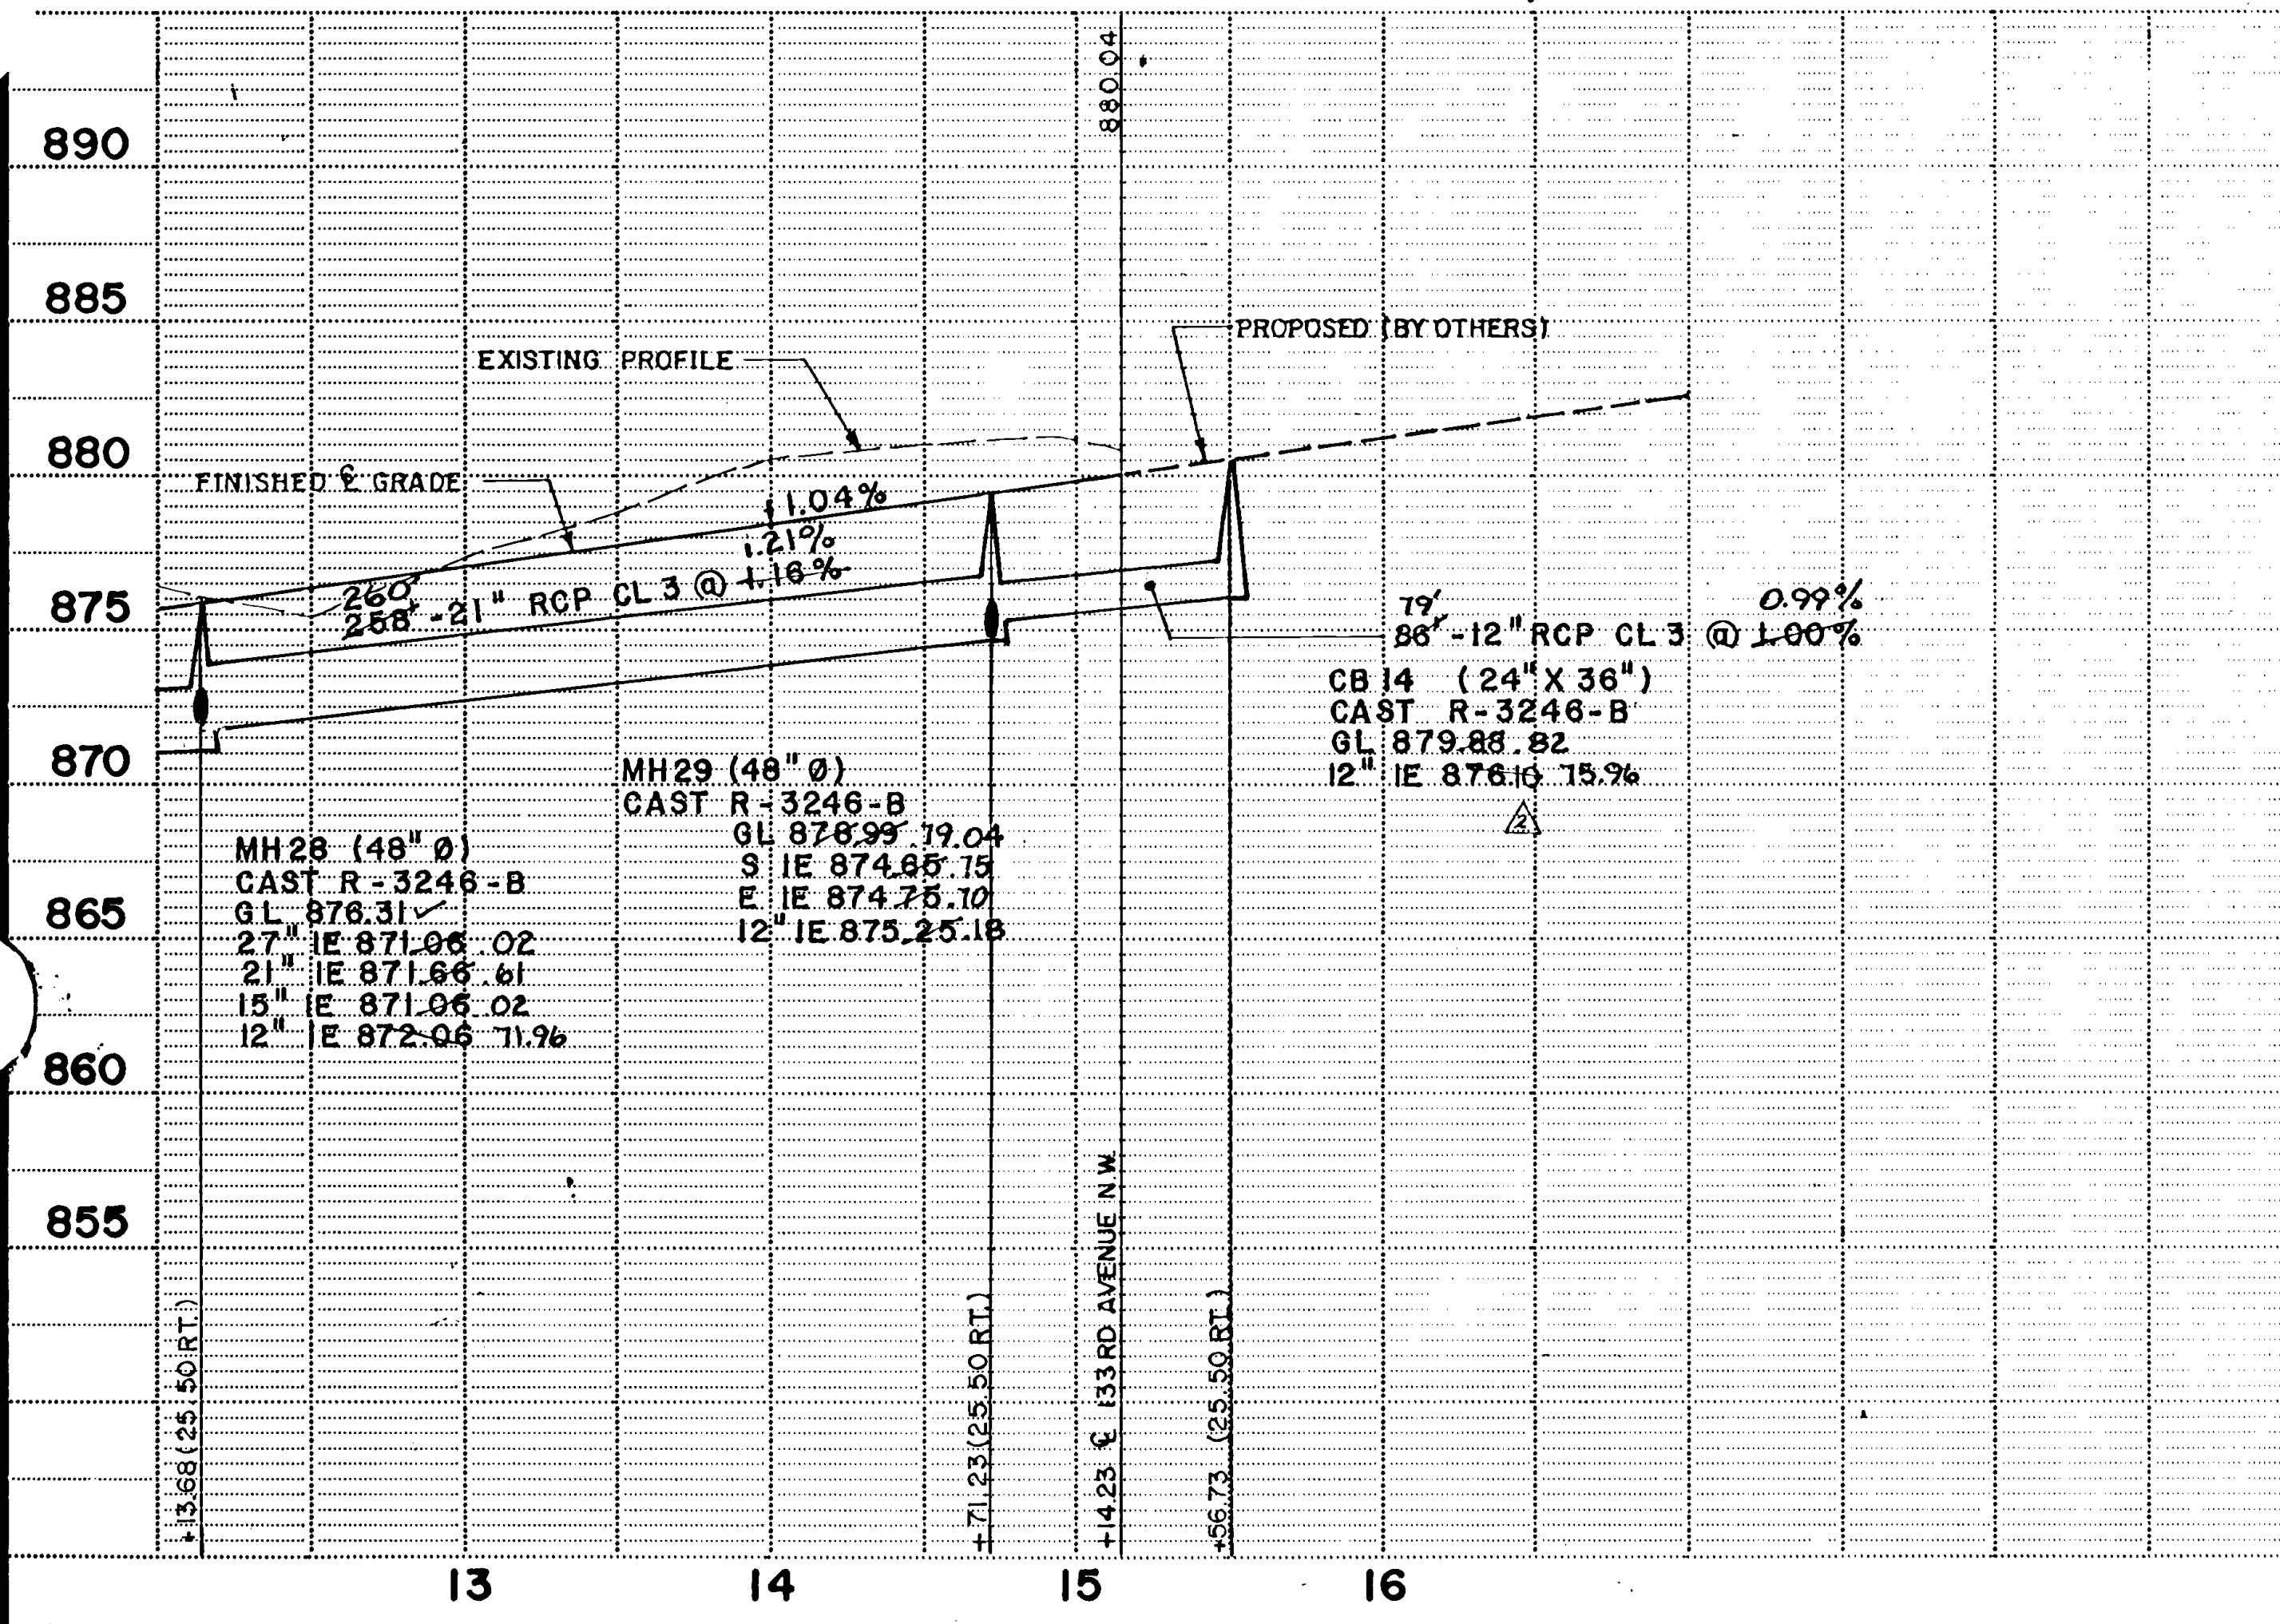 880.04
890
885
PROPOSED (BY OTHERS)
EXISTING PROFILE
880
FINISHED ℄ GRADE
1.04%
1.21%
260'
258' - 21" RCP CL 3 @ 1.16%
875
79' 0.99%
86' - 12" RCP CL 3 @ 1.00%
CB 14 (24" X 36")
CAST R-3246-B
GL 879.88 .82
12" IE 876.10 75.96
2
870
MH29 (48" Ø)
CAST R-3246-B
GL 878.99 79.04
S IE 874.65 .75
E IE 874.75 .70
12" IE 875.25 .18
MH28 (48" Ø)
CAST R-3246-B
GL 876.31 ✓
27" IE 871.06 .02
21" IE 871.66 .61
15" IE 871.06 .02
12" IE 872.06 71.96
865
860
855
+13.68 (25.50 RT.)
+71.23 (25.50 RT.)
+14.23 ℄ 133RD AVENUE N.W.
+56.73 (25.50 RT.)
13 14 15 16